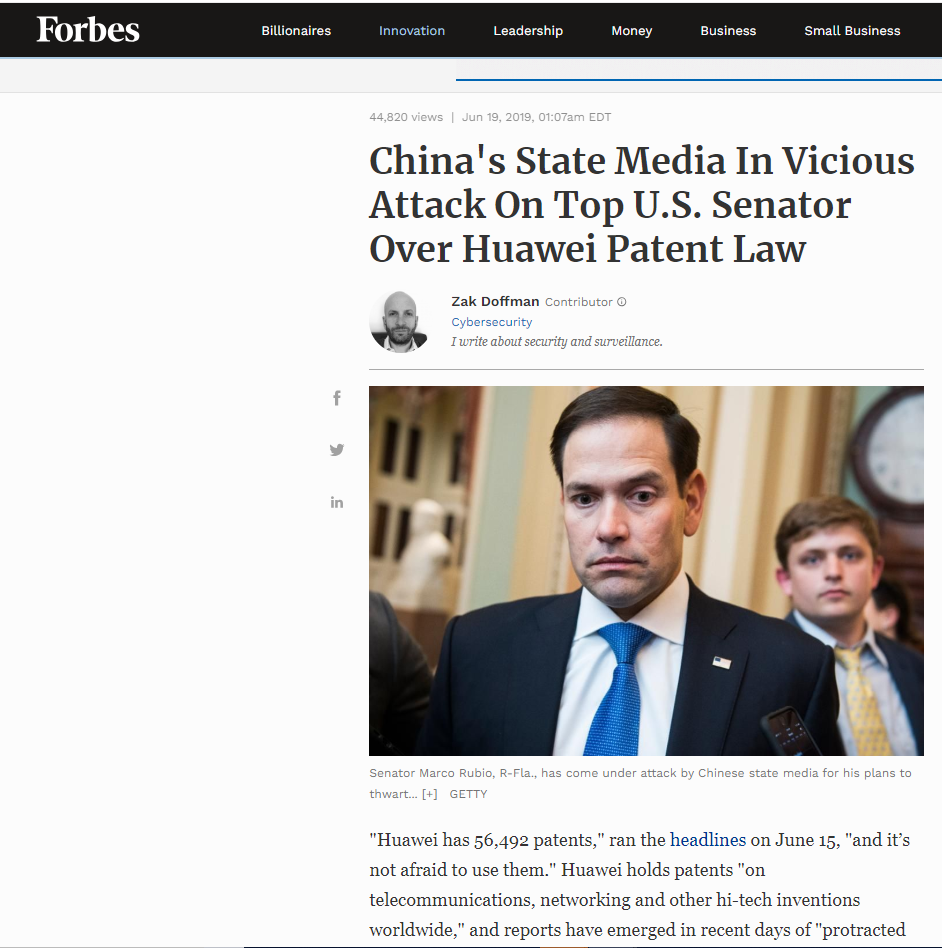 Forbes
Billionaires Innovation Leadership Money Business Small Business
44,820 views | Jun 19, 2019, 01:07am EDT
China's State Media In Vicious
Attack On Top U.S. Senator
Over Huawei Patent Law
Zak Doffman Contributor
Cybersecurity
I write about security and surveillance.
Senator Marco Rubio, R-Fla., has come under attack by Chinese state media for his plans to
thwart... [+] GETTY
"Huawei has 56,492 patents," ran the headlines on June 15, "and it’s
not afraid to use them." Huawei holds patents "on
telecommunications, networking and other hi-tech inventions
worldwide," and reports have emerged in recent days of "protracted